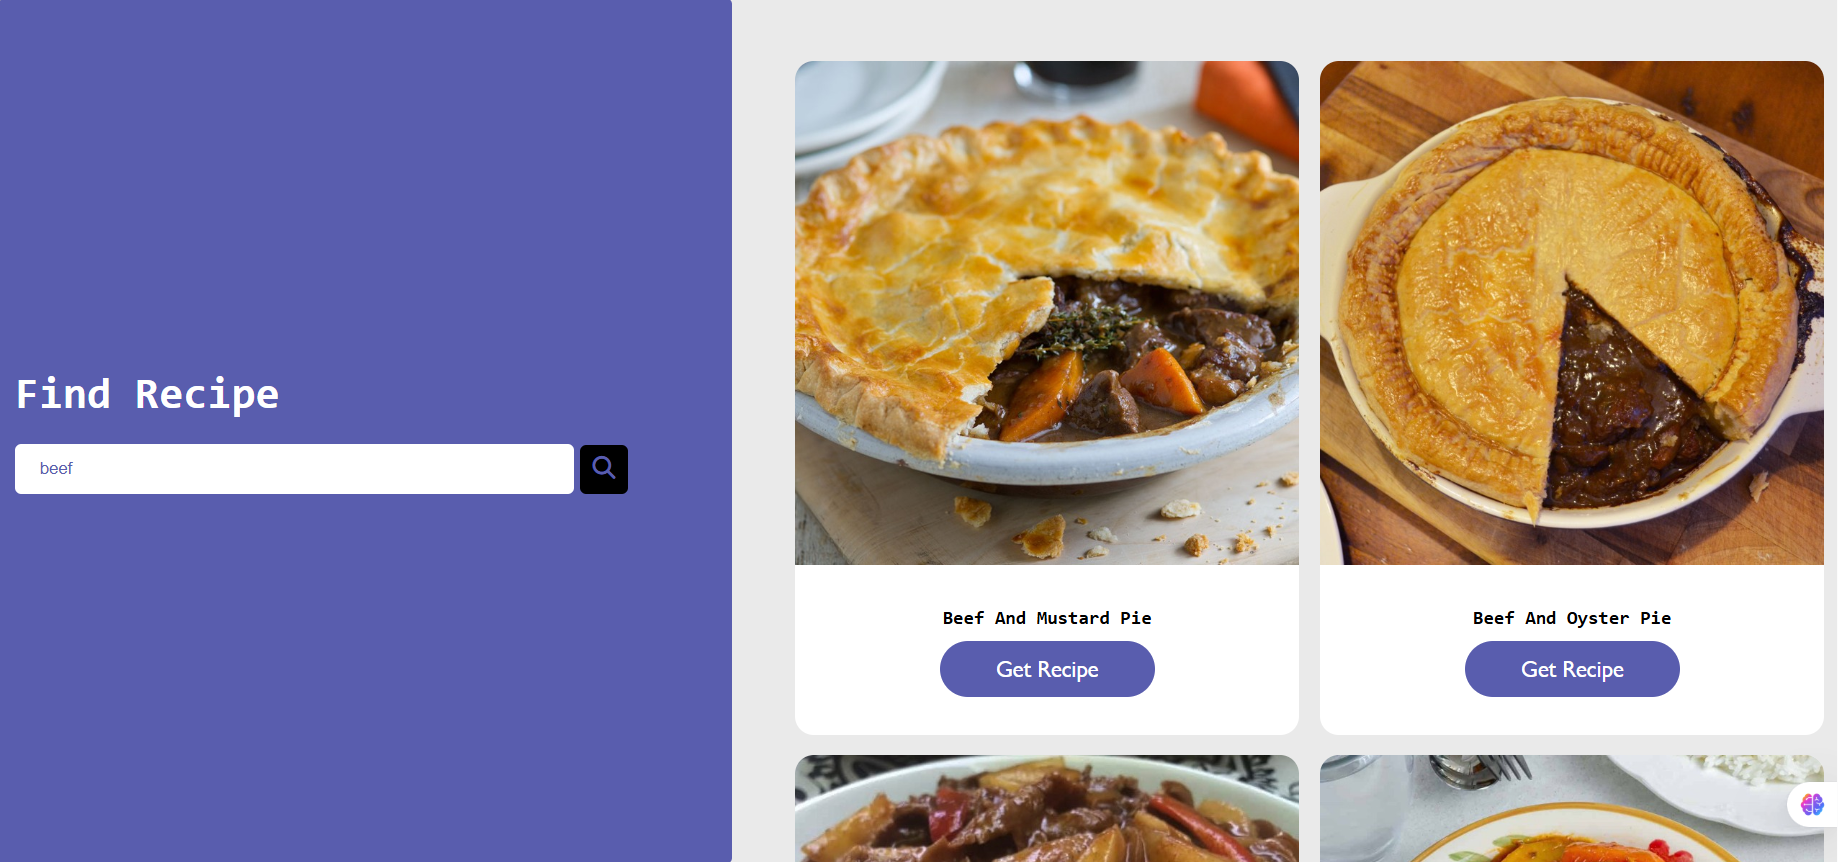 Find Recipe
beef
Beef And Mustard Pie
Get Recipe
Beef And Oyster Pie
Get Recipe